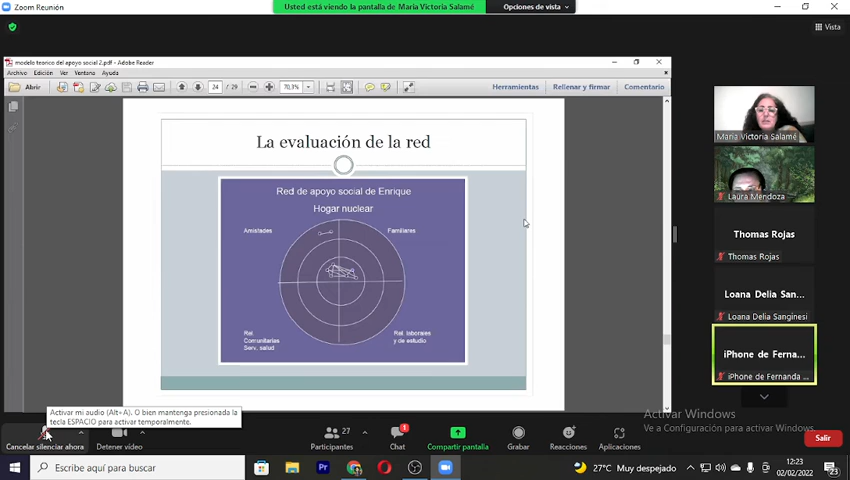 Zoom Reunión
Usted está viendo la pantalla de Maria Victoria Salamé
Opciones de vista
Vista
modelo teorico del apoyo social 2.pdf - Adobe Reader
Archivo Edición Ver Ventana Ayuda
Abrir
24 / 29
70,3%
Herramientas
Rellenar y firmar
Comentario
La evaluación de la red
Red de apoyo social de Enrique
Hogar nuclear
Amistades
Familiares
Rel.
Comunitaries
Serv. salud
Rel. laborales
y de estudio
Maria Victoria Salamé
Laura Mendoza
Thomas Rojas
Thomas Rojas
Loana Delia San...
Loana Delia Sanginesi
iPhone de Ferna...
iPhone de Fernanda ...
Activar mi audio (Alt+A). O bien mantenga presionada la
tecla ESPACIO para activar temporalmente.
Activar Windows
Ve a Configuración para activar Windows.
Cancelar silenciar ahora
Detener video
27
Participantes
1
Chat
Compartir pantalla
Grabar
Reacciones
Aplicaciones
Salir
Escribe aquí para buscar
Pr
27°C Muy despejado
12:23
02/02/2022
23